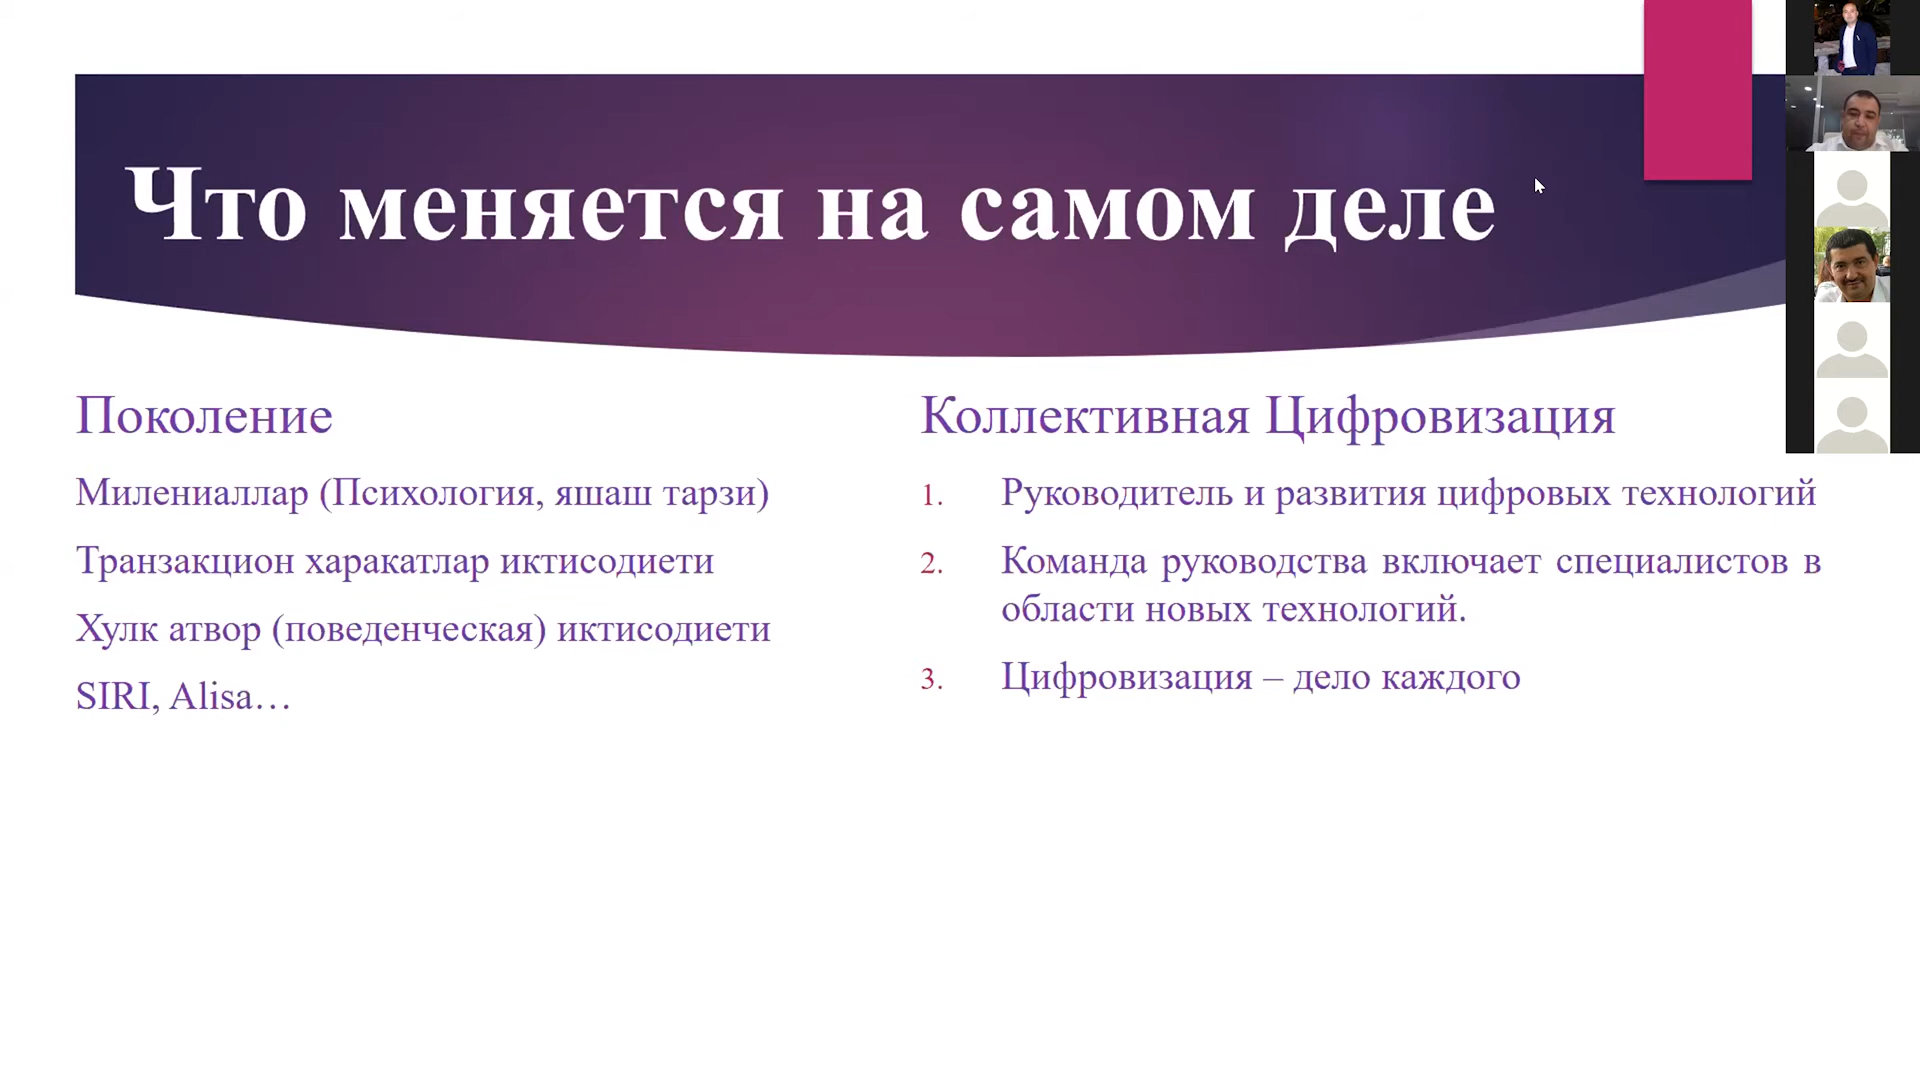 Что меняется на самом деле
Поколение
Милениаллар (Психология, яшаш тарзи)
Транзакцион харакатлар иктисодиети
Хулк атвор (поведенческая) иктисодиети
SIRI, Alisa…
Коллективная Цифровизация
1. Руководитель и развития цифровых технологий
2. Команда руководства включает специалистов в
области новых технологий.
3. Цифровизация – дело каждого